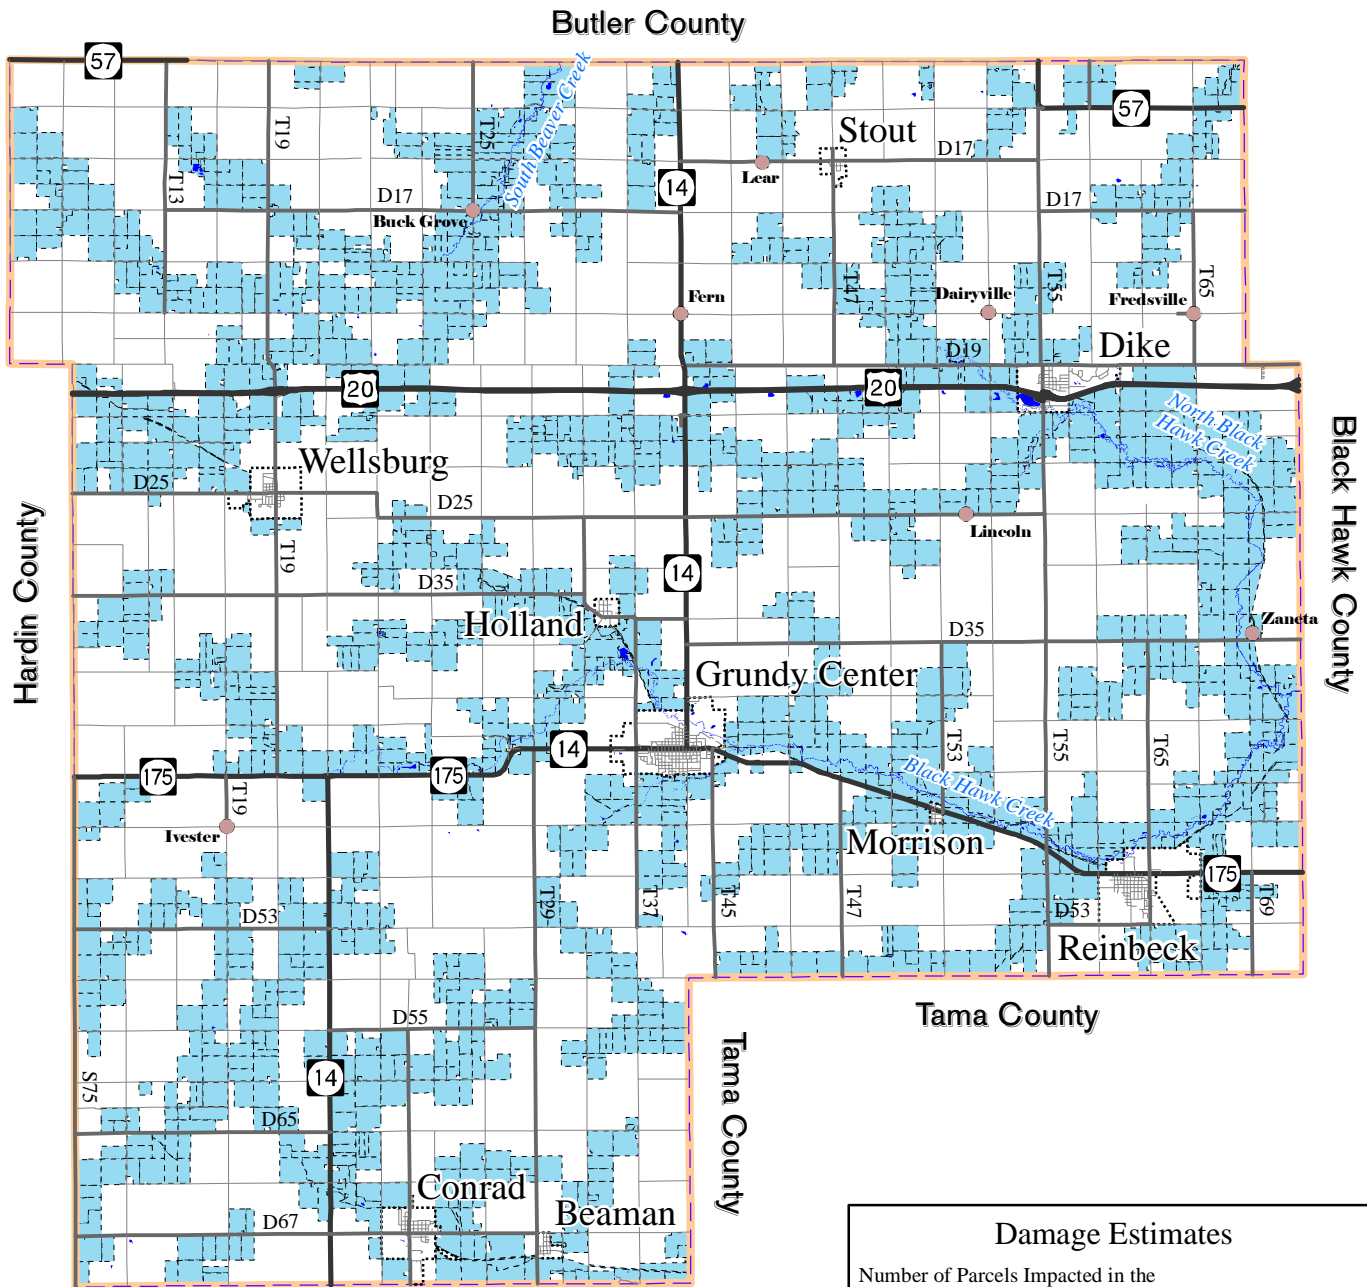 Butler County
57
South Beaver Creek
57
T19
T25
Stout
D17
14
Lear
T13
D17
D17
Buck Grove
T47
T55
T65
Fern
Dairyville
Fredsville
D19
Dike
20
20
North Black
Hawk Creek
Wellsburg
D25
D25
Lincoln
Black Hawk County
T19
14
D35
Hardin County
Holland
Zaneta
D35
Grundy Center
14
T53
T55
T65
175
175
Black Hawk Creek
T19
Ivester
Morrison
175
T29
T37
T45
T47
D53
T69
D53
Reinbeck
Tama County
D55
Tama County
14
S75
D65
Conrad
Beaman
D67
Damage Estimates
Number of Parcels Impacted in the